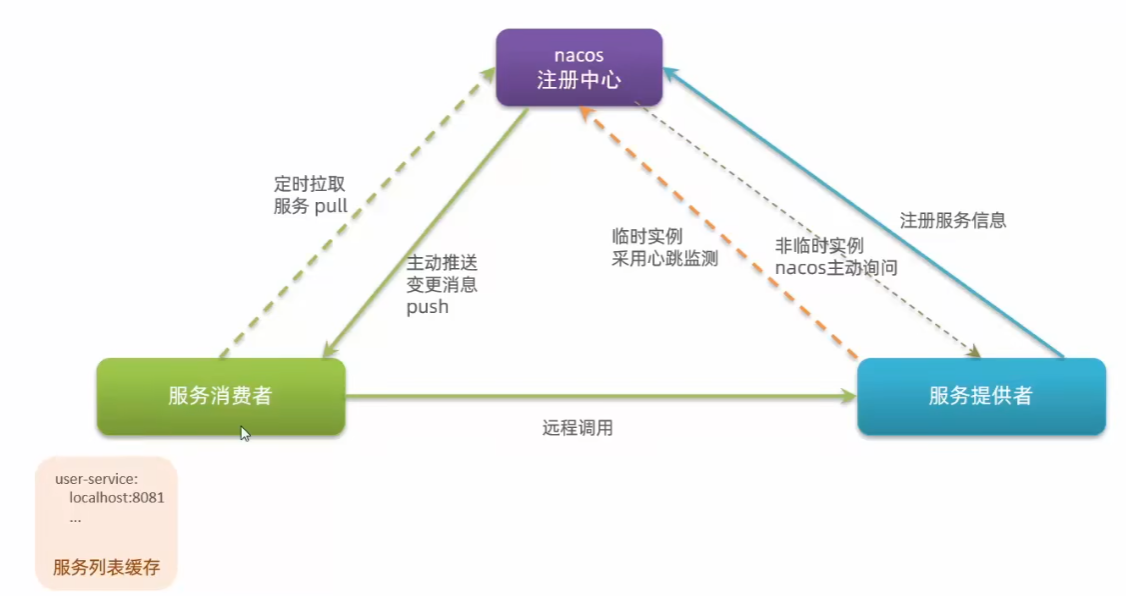 nacos
注册中心
定时拉取
服务 pull
主动推送
变更消息
push
临时实例
采用心跳监测
非临时实例
nacos主动询问
注册服务信息
服务消费者
远程调用
服务提供者
user-service:
localhost:8081
...
服务列表缓存